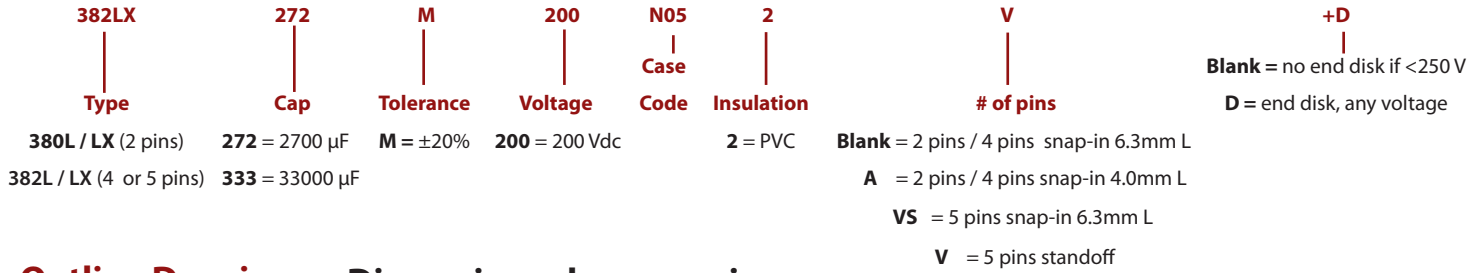 382LX 272 M 200 N05 2 V +D
Case Blank = no end disk if <250 V
Type Cap Tolerance Voltage Code Insulation # of pins D = end disk, any voltage
380L / LX (2 pins) 272 = 2700 µF M = ±20% 200 = 200 Vdc 2 = PVC Blank = 2 pins / 4 pins snap-in 6.3mm L
382L / LX (4 or 5 pins) 333 = 33000 µF A = 2 pins / 4 pins snap-in 4.0mm L
VS = 5 pins snap-in 6.3mm L
V = 5 pins standoff